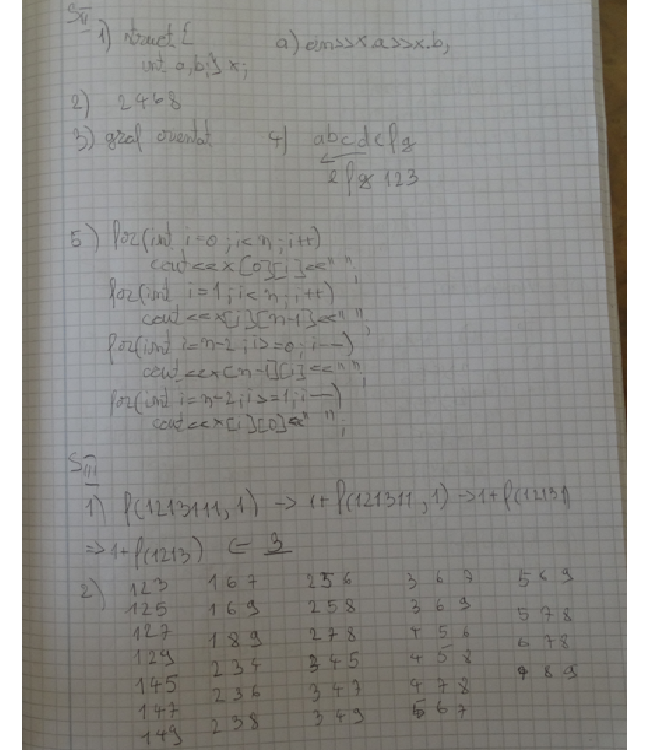 SII
1) struct {        a) cin>>x.a>>x.b;
int a,b;} x;
2) 2468
3) graf orientat        4) abcdefg
efg 123
5) for(int i=0;i<n;i++)
cout<<x[0][i]<<" ";
for(int i=1;i<n;i++)
cout<<x[i][n-1]<<" ";
for(int i=n-2;i>=0;i--)
cout<<x[n-1][i]<<" ";
for(int i=n-2;i>=1;i--)
cout<<x[i][0]<<" ";
SIII
1) f(1213111,1) -> 1+f(121311,1) -> 1+f(12131)
=> 1+f(1213) = 3
2) 123 167 256 367 569
125 169 258 369 578
127 189 278 456 678
129 234 345 458 789
145 236 347 478
147 238 349 567
149